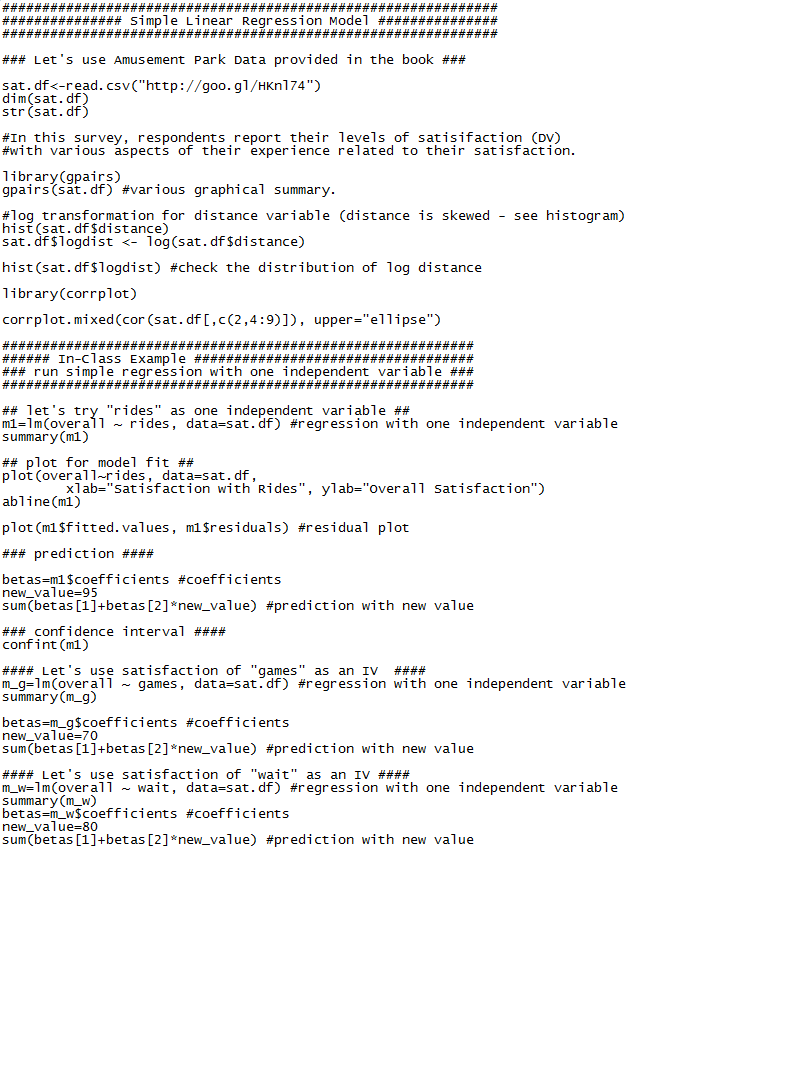 ##############################################################
############### Simple Linear Regression Model ###############
##############################################################
### Let's use Amusement Park Data provided in the book ###
sat.df<-read.csv("http://goo.gl/HKnl74")
dim(sat.df)
str(sat.df)
#In this survey, respondents report their levels of satisifaction (DV)
#with various aspects of their experience related to their satisfaction.
library(gpairs)
gpairs(sat.df) #various graphical summary.
#log transformation for distance variable (distance is skewed - see histogram)
hist(sat.df$distance)
sat.df$logdist <- log(sat.df$distance)
hist(sat.df$logdist) #check the distribution of log distance
library(corrplot)
corrplot.mixed(cor(sat.df[,c(2,4:9)]), upper="ellipse")
###########################################################
###### In-Class Example ###################################
### run simple regression with one independent variable ###
###########################################################
## let's try "rides" as one independent variable ##
m1=lm(overall ~ rides, data=sat.df) #regression with one independent variable
summary(m1)
## plot for model fit ##
plot(overall~rides, data=sat.df,
xlab="Satisfaction with Rides", ylab="Overall Satisfaction")
abline(m1)
plot(m1$fitted.values, m1$residuals) #residual plot
### prediction ####
betas=m1$coefficients #coefficients
new_value=95
sum(betas[1]+betas[2]*new_value) #prediction with new value
### confidence interval ####
confint(m1)
#### Let's use satisfaction of "games" as an IV  ####
m_g=lm(overall ~ games, data=sat.df) #regression with one independent variable
summary(m_g)
betas=m_g$coefficients #coefficients
new_value=70
sum(betas[1]+betas[2]*new_value) #prediction with new value
#### Let's use satisfaction of "wait" as an IV ####
m_w=lm(overall ~ wait, data=sat.df) #regression with one independent variable
summary(m_w)
betas=m_w$coefficients #coefficients
new_value=80
sum(betas[1]+betas[2]*new_value) #prediction with new value